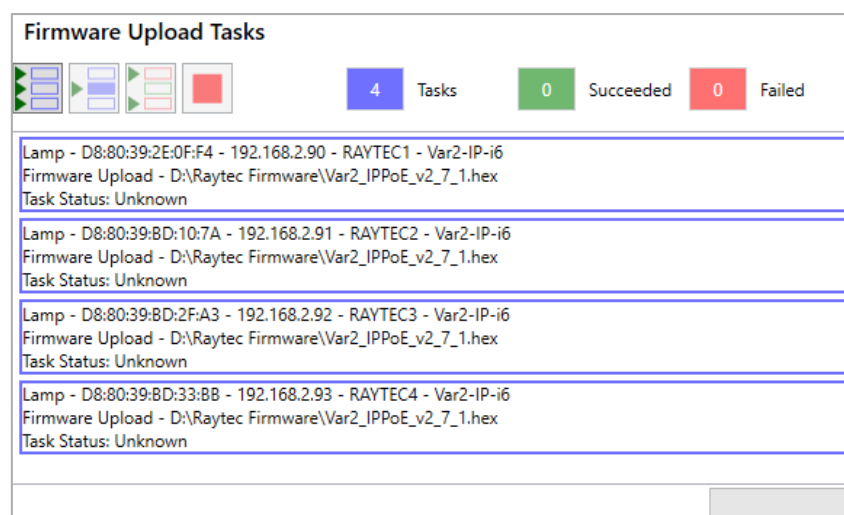 Firmware Upload Tasks
4 Tasks 0 Succeeded 0 Failed
Lamp - D8:80:39:2E:0F:F4 - 192.168.2.90 - RAYTEC1 - Var2-IP-i6
Firmware Upload - D:\Raytec Firmware\Var2_IPPoE_v2_7_1.hex
Task Status: Unknown
Lamp - D8:80:39:BD:10:7A - 192.168.2.91 - RAYTEC2 - Var2-IP-i6
Firmware Upload - D:\Raytec Firmware\Var2_IPPoE_v2_7_1.hex
Task Status: Unknown
Lamp - D8:80:39:BD:2F:A3 - 192.168.2.92 - RAYTEC3 - Var2-IP-i6
Firmware Upload - D:\Raytec Firmware\Var2_IPPoE_v2_7_1.hex
Task Status: Unknown
Lamp - D8:80:39:BD:33:BB - 192.168.2.93 - RAYTEC4 - Var2-IP-i6
Firmware Upload - D:\Raytec Firmware\Var2_IPPoE_v2_7_1.hex
Task Status: Unknown